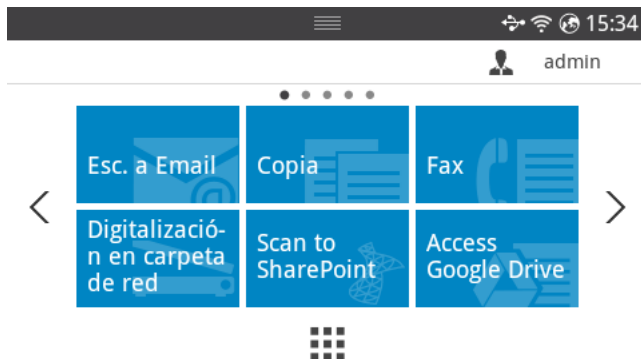 15:34
admin
Esc. a Email
Copia
Fax
Digitalizació-
n en carpeta
de red
Scan to
SharePoint
Access
Google Drive